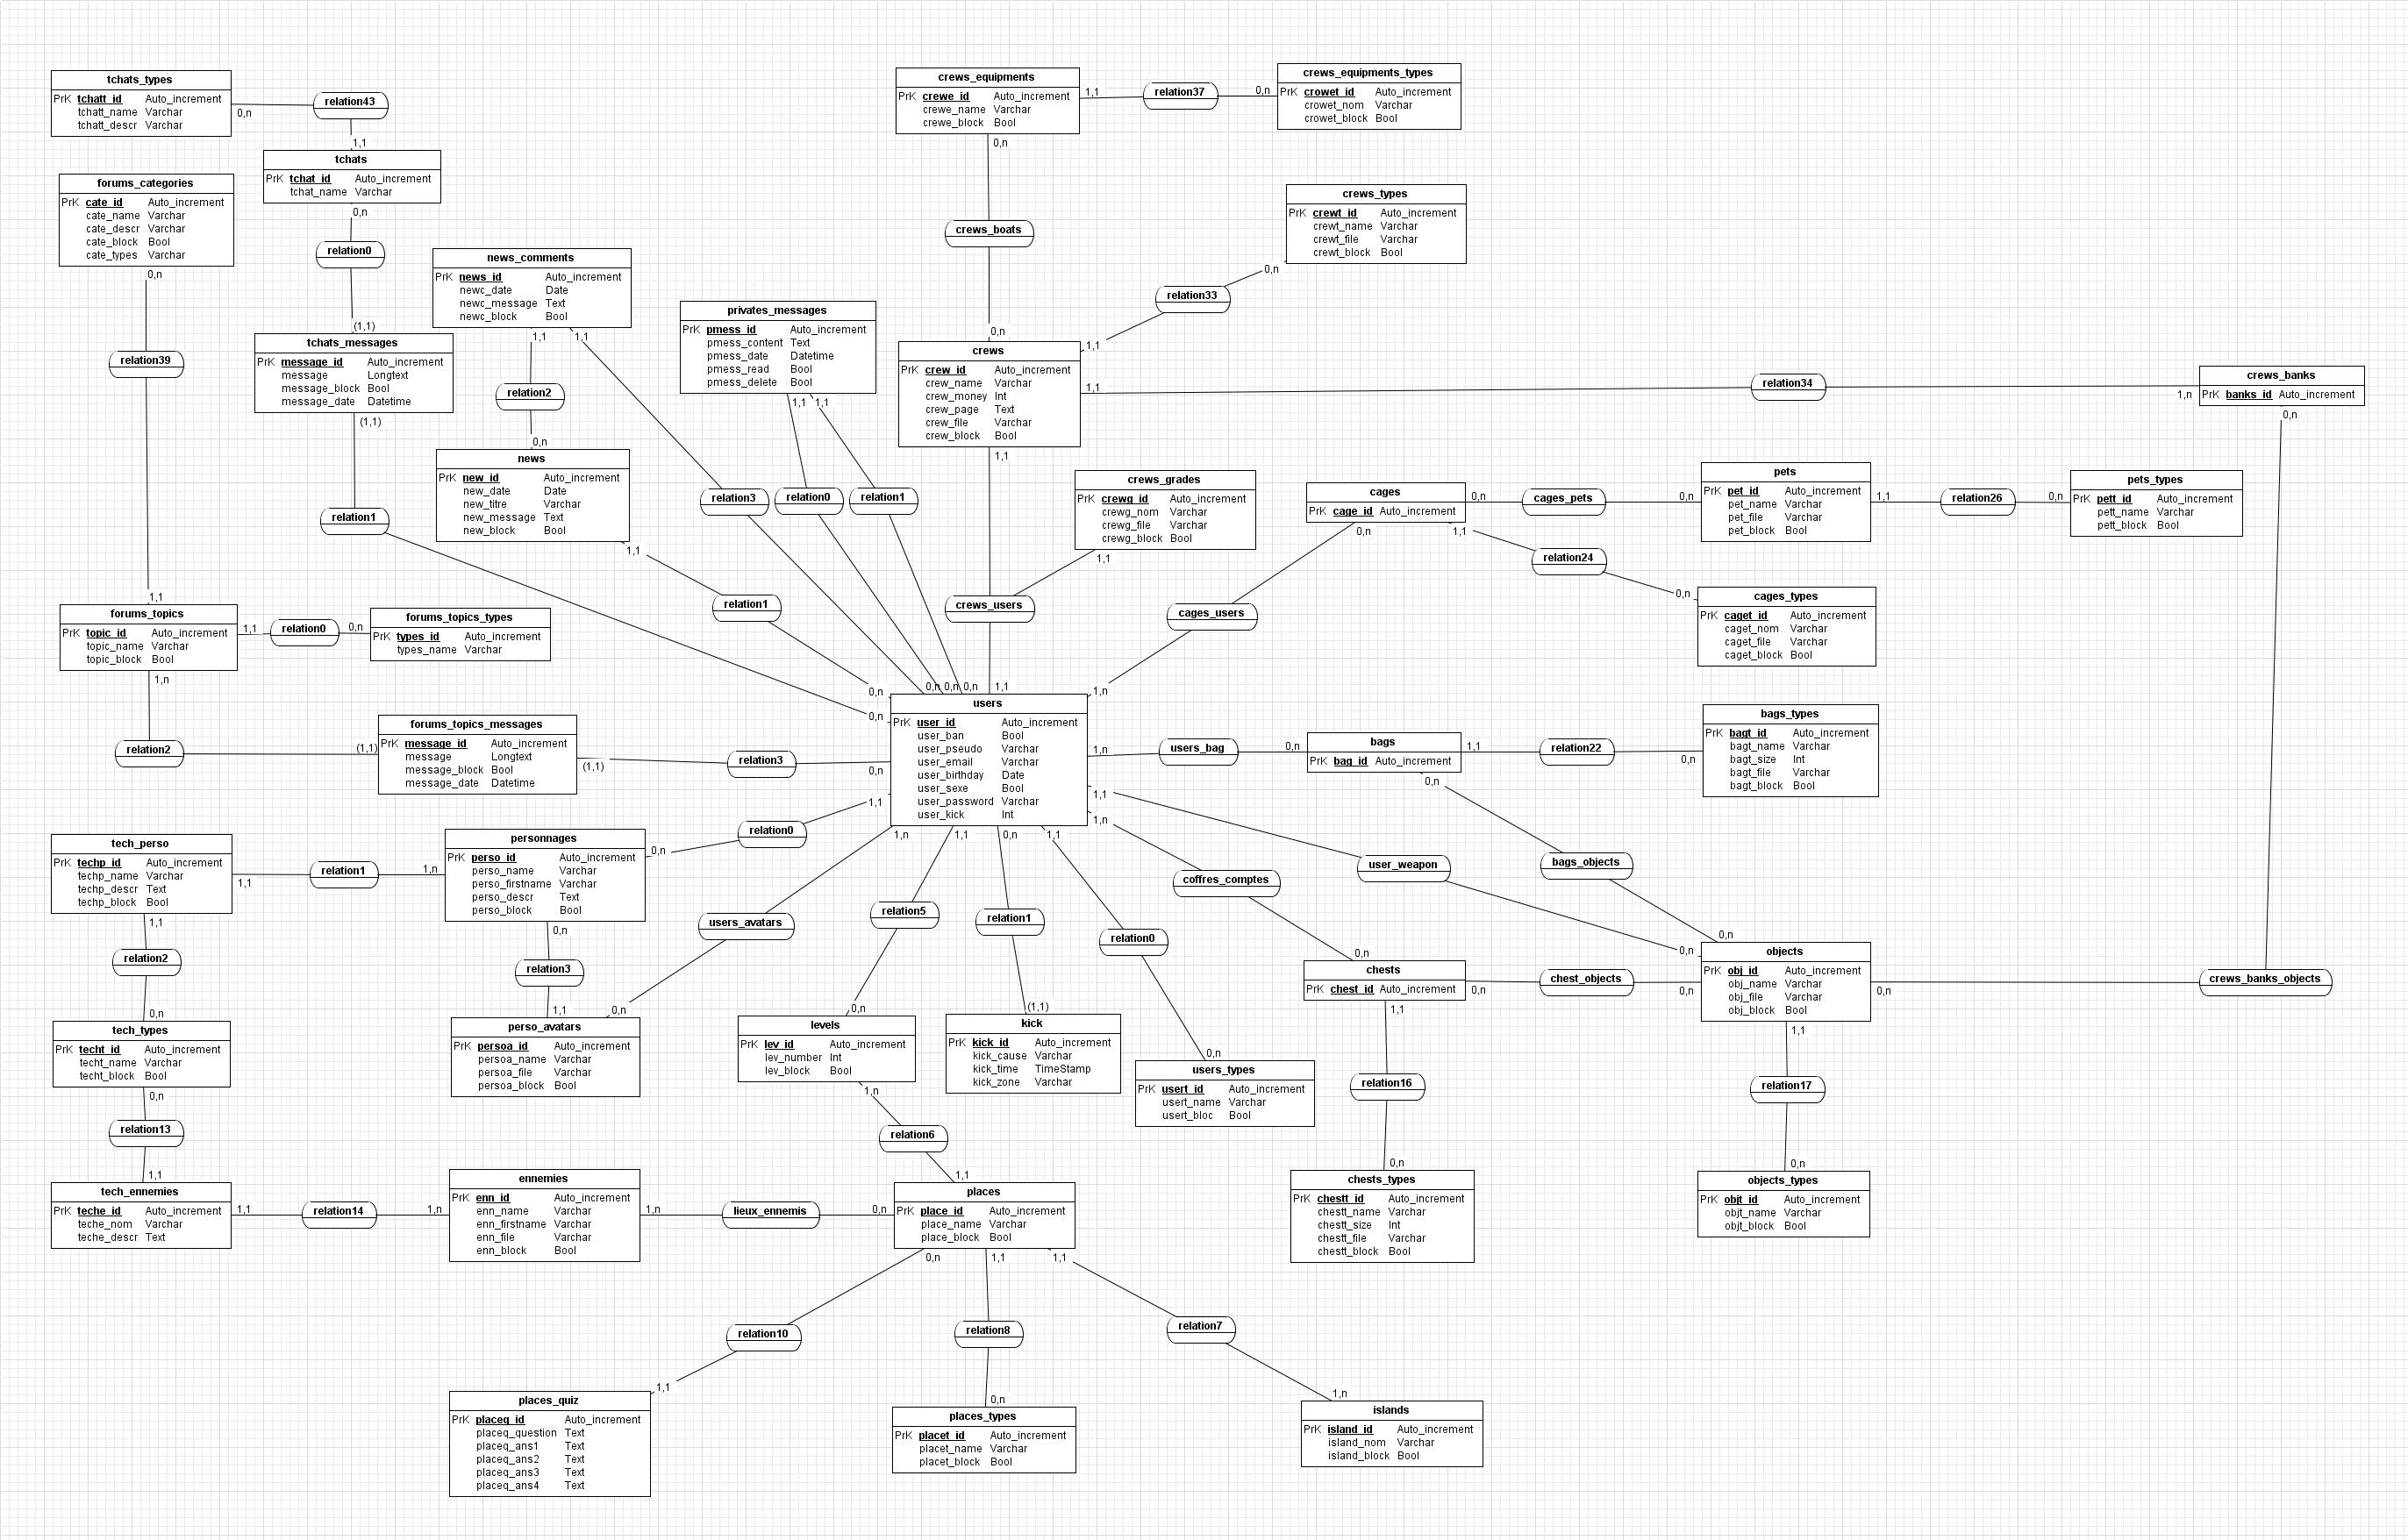 tchats_types
PrK tchatt_id Auto_increment
tchatt_name Varchar
tchatt_descr Varchar
0,n
relation43
1,1
tchats
PrK tchat_id Auto_increment
tchat_name Varchar
0,n
relation0
(1,1)
tchats_messages
PrK message_id Auto_increment
message Longtext
message_block Bool
message_date Datetime
(1,1)
relation1
0,n
forums_categories
PrK cate_id Auto_increment
cate_name Varchar
cate_descr Varchar
cate_block Bool
cate_types Varchar
0,n
relation39
1,1
forums_topics
PrK topic_id Auto_increment
topic_name Varchar
topic_block Bool
1,1
relation0
0,n
forums_topics_types
PrK types_id Auto_increment
types_name Varchar
1,n
relation2
(1,1)
forums_topics_messages
PrK message_id Auto_increment
message Longtext
message_block Bool
message_date Datetime
(1,1)
relation3
0,n
news_comments
PrK news_id Auto_increment
newc_date Date
newc_message Text
newc_block Bool
1,1
1,1
relation2
0,n
relation3
0,n
news
PrK new_id Auto_increment
new_date Date
new_titre Varchar
new_message Text
new_block Bool
1,1
relation1
0,n
privates_messages
PrK pmess_id Auto_increment
pmess_content Text
pmess_date Datetime
pmess_read Bool
pmess_delete Bool
1,1
1,1
relation0
relation1
0,n
0,n
crews_equipments
PrK crewe_id Auto_increment
crewe_name Varchar
crewe_block Bool
1,1
relation37
0,n
crews_equipments_types
PrK crowet_id Auto_increment
crowet_nom Varchar
crowet_block Bool
0,n
crews_boats
0,n
crews_types
PrK crewt_id Auto_increment
crewt_name Varchar
crewt_file Varchar
crewt_block Bool
0,n
relation33
1,1
crews
PrK crew_id Auto_increment
crew_name Varchar
crew_money Int
crew_page Text
crew_file Varchar
crew_block Bool
1,1
relation34
1,n
crews_banks
PrK banks_id Auto_increment
0,n
1,1
crews_grades
PrK crewg_id Auto_increment
crewg_nom Varchar
crewg_file Varchar
crewg_block Bool
1,1
crews_users
1,1
cages
PrK cage_id Auto_increment
0,n
cages_pets
0,n
pets
PrK pet_id Auto_increment
pet_name Varchar
pet_file Varchar
pet_block Bool
1,1
relation26
0,n
pets_types
PrK pett_id Auto_increment
pett_name Varchar
pett_block Bool
0,n
1,1
relation24
0,n
cages_types
PrK caget_id Auto_increment
caget_nom Varchar
caget_file Varchar
caget_block Bool
cages_users
1,n
users
PrK user_id Auto_increment
user_ban Bool
user_pseudo Varchar
user_email Varchar
user_birthday Date
user_sexe Bool
user_password Varchar
user_kick Int
1,n
users_bag
0,n
bags
PrK bag_id Auto_increment
1,1
relation22
0,n
bags_types
PrK bagt_id Auto_increment
bagt_name Varchar
bagt_size Int
bagt_file Varchar
bagt_block Bool
0,n
bags_objects
0,n
1,1
user_weapon
0,n
1,n
coffres_comptes
0,n
chests
PrK chest_id Auto_increment
0,n
chest_objects
0,n
objects
PrK obj_id Auto_increment
obj_name Varchar
obj_file Varchar
obj_block Bool
0,n
crews_banks_objects
1,1
relation16
0,n
chests_types
PrK chestt_id Auto_increment
chestt_name Varchar
chestt_size Int
chestt_file Varchar
chestt_block Bool
1,1
relation17
0,n
objects_types
PrK objt_id Auto_increment
objt_name Varchar
objt_block Bool
1,1
relation0
0,n
personnages
PrK perso_id Auto_increment
perso_name Varchar
perso_firstname Varchar
perso_descr Text
perso_block Bool
1,n
relation1
1,1
tech_perso
PrK techp_id Auto_increment
techp_name Varchar
techp_descr Text
techp_block Bool
1,1
relation2
0,n
tech_types
PrK techt_id Auto_increment
techt_name Varchar
techt_block Bool
0,n
relation13
1,1
tech_ennemies
PrK teche_id Auto_increment
teche_nom Varchar
teche_descr Text
1,1
relation14
1,n
ennemies
PrK enn_id Auto_increment
enn_name Varchar
enn_firstname Varchar
enn_file Varchar
enn_block Bool
1,n
lieux_ennemis
0,n
0,n
relation3
1,1
perso_avatars
PrK persoa_id Auto_increment
persoa_name Varchar
persoa_file Varchar
persoa_block Bool
0,n
users_avatars
1,n
1,1
relation5
0,n
levels
PrK lev_id Auto_increment
lev_number Int
lev_block Bool
1,n
relation6
1,1
0,n
relation1
(1,1)
kick
PrK kick_id Auto_increment
kick_cause Varchar
kick_time TimeStamp
kick_zone Varchar
1,1
relation0
0,n
users_types
PrK usert_id Auto_increment
usert_name Varchar
usert_bloc Bool
places
PrK place_id Auto_increment
place_name Varchar
place_block Bool
0,n
1,1
1,1
relation10
1,1
places_quiz
PrK placeq_id Auto_increment
placeq_question Text
placeq_ans1 Text
placeq_ans2 Text
placeq_ans3 Text
placeq_ans4 Text
relation8
0,n
places_types
PrK placet_id Auto_increment
placet_name Varchar
placet_block Bool
relation7
1,n
islands
PrK island_id Auto_increment
island_nom Varchar
island_block Bool